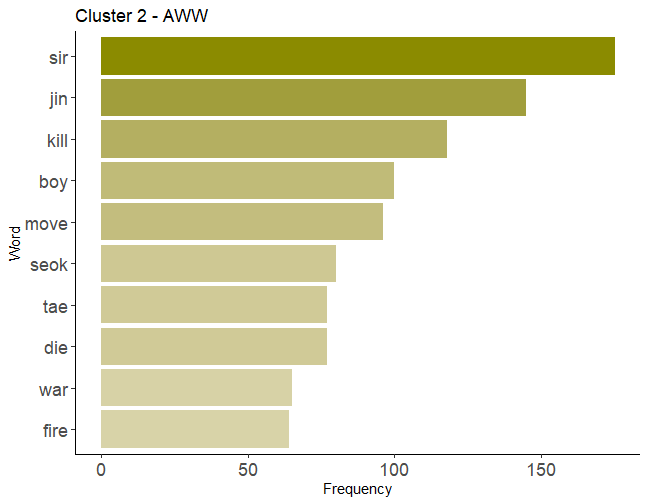 Cluster 2 - AWW
Word
sir
jin
kill
boy
move
seok
tae
die
war
fire
0 50 100 150
Frequency